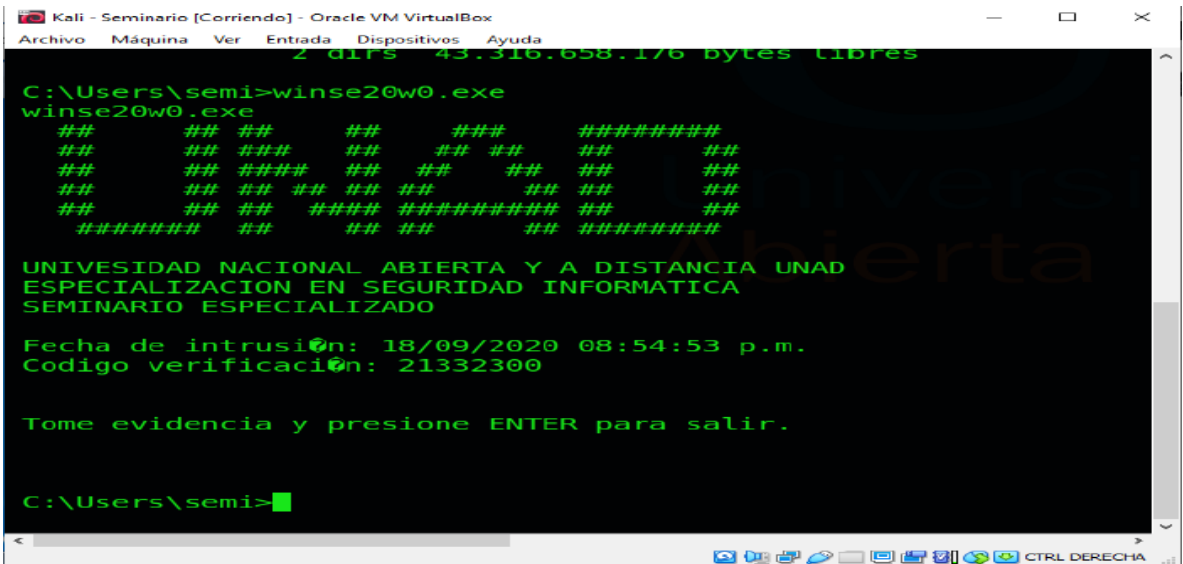 Kali - Seminario [Corriendo] - Oracle VM VirtualBox
Archivo Máquina Ver Entrada Dispositivos Ayuda
2 dirs 43.316.658.176 bytes libres
C:\Users\semi>winse20w0.exe
winse20w0.exe
UNAD
UNIVESIDAD NACIONAL ABIERTA Y A DISTANCIA UNAD
ESPECIALIZACION EN SEGURIDAD INFORMATICA
SEMINARIO ESPECIALIZADO
Fecha de intrusi�n: 18/09/2020 08:54:53 p.m.
Codigo verificaci�n: 21332300
Tome evidencia y presione ENTER para salir.
C:\Users\semi>
Universi
Abierta
CTRL DERECHA